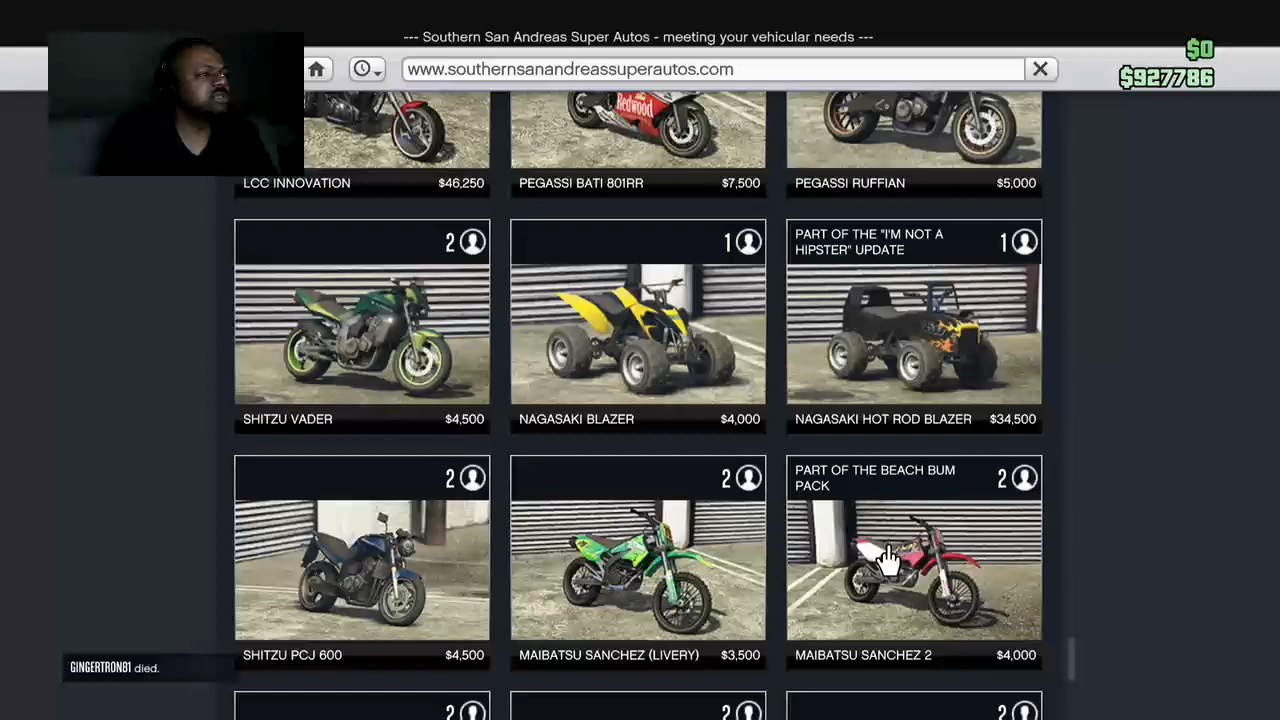 --- Southern San Andreas Super Autos - meeting your vehicular needs ---
$0
www.southernsanandreassuperautos.com
$927786
Redwood
LCC INNOVATION $46,250
PEGASSI BATI 801RR $7,500
PEGASSI RUFFIAN $5,000
2
1
PART OF THE "I'M NOT A
HIPSTER" UPDATE
1
SHITZU VADER $4,500
NAGASAKI BLAZER $4,000
NAGASAKI HOT ROD BLAZER $34,500
2
2
PART OF THE BEACH BUM
PACK
2
SHITZU PCJ 600 $4,500
MAIBATSU SANCHEZ (LIVERY) $3,500
MAIBATSU SANCHEZ 2 $4,000
GINGERTRON81 died.
2
2
2